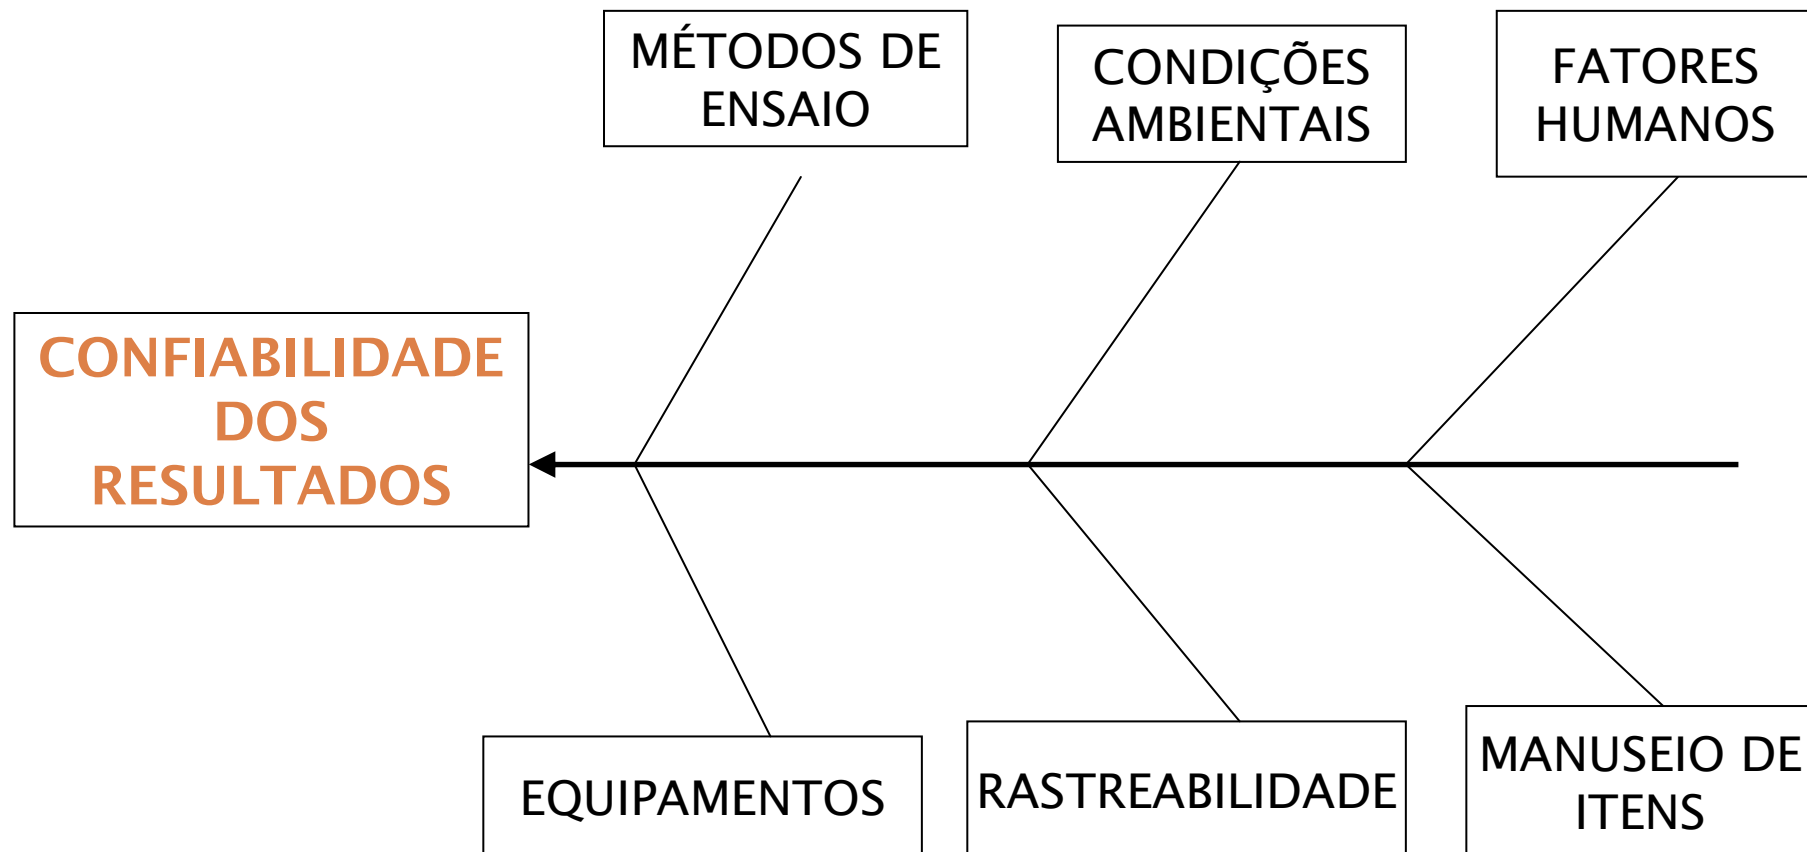 MÉTODOS DE
ENSAIO
CONDIÇÕES
AMBIENTAIS
FATORES
HUMANOS
CONFIABILIDADE
DOS
RESULTADOS
EQUIPAMENTOS
RASTREABILIDADE
MANUSEIO DE
ITENS